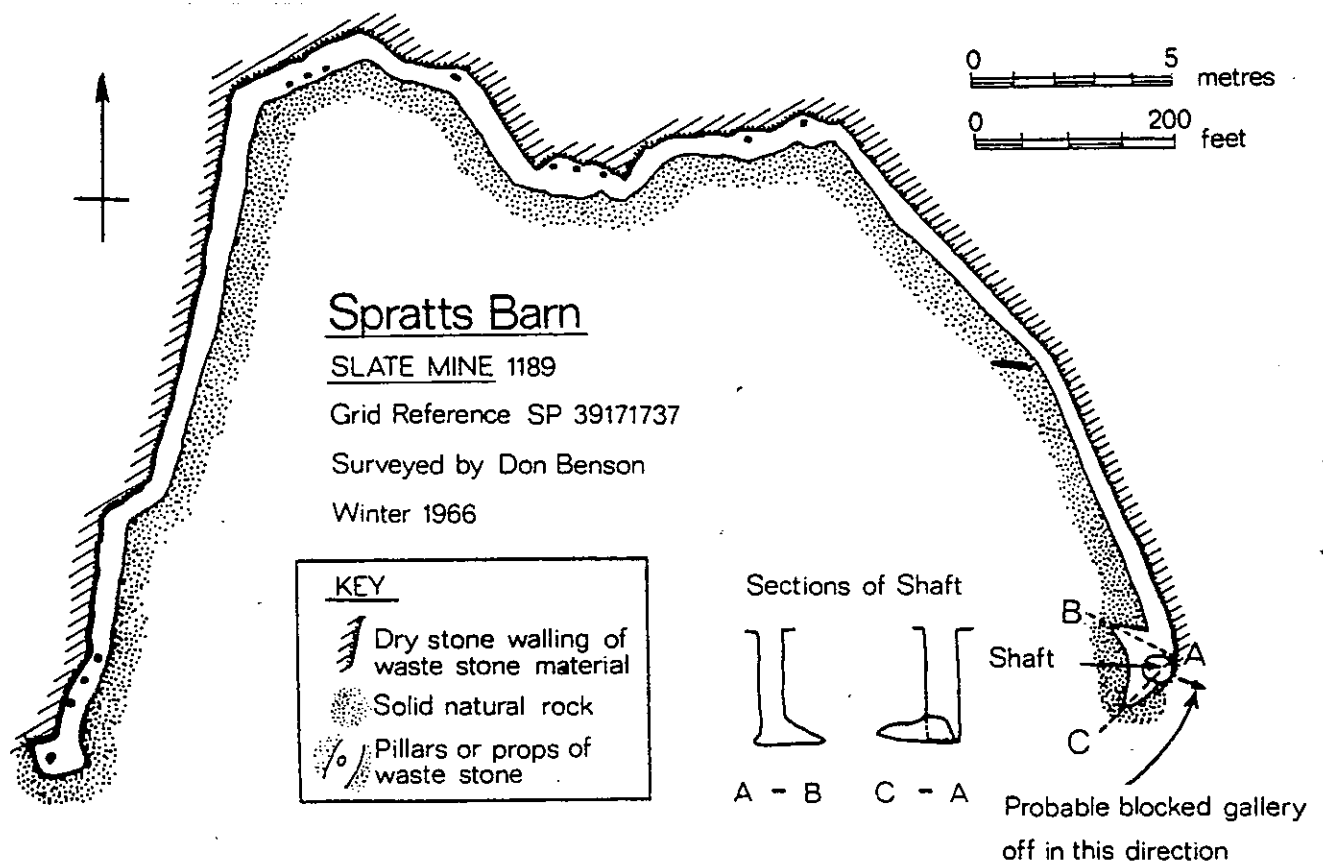 0 5
metres
0 200
feet
Spratts Barn
SLATE MINE 1189
Grid Reference SP 39171737
Surveyed by Don Benson
Winter 1966
KEY
Dry stone walling of
waste stone material
Solid natural rock
Pillars or props of
waste stone
Sections of Shaft
A - B
C - A
B
Shaft
A
C
Probable blocked gallery
off in this direction